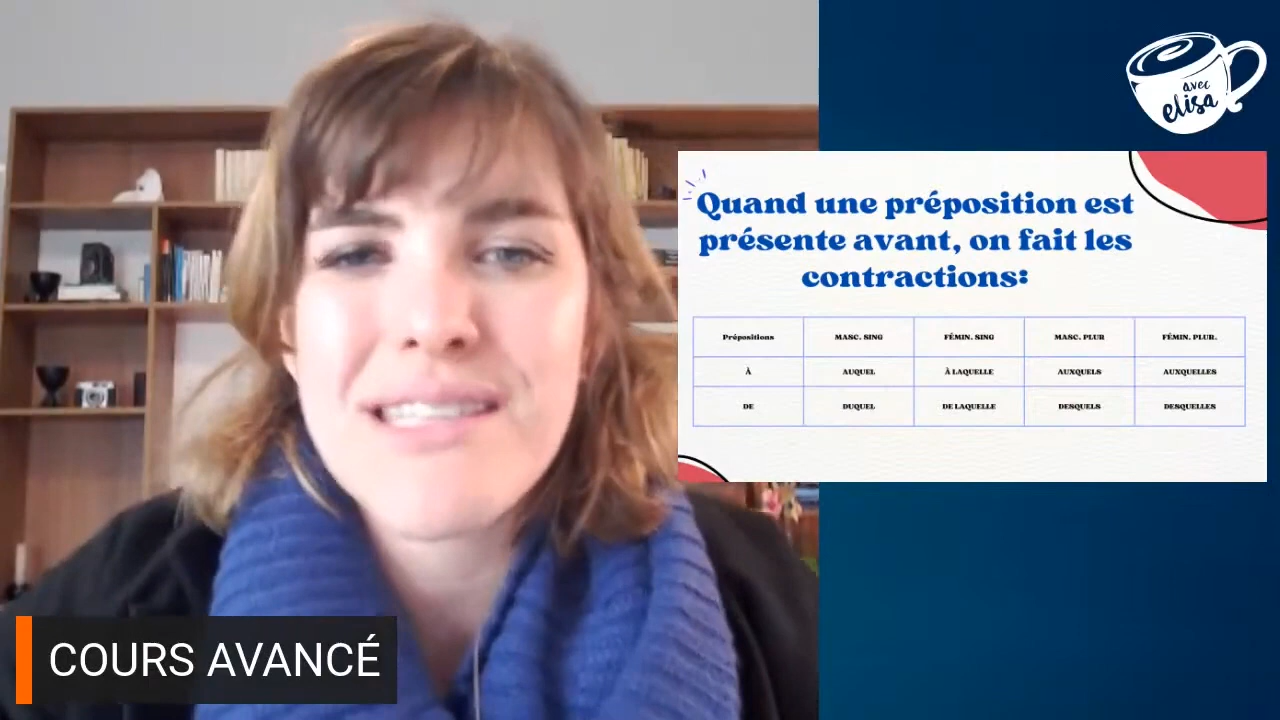 avec
elisa
Quand une préposition est
présente avant, on fait les
contractions:
Prépositions MASC. SING FÉMIN. SING MASC. PLUR FÉMIN. PLUR.
À AUQUEL À LAQUELLE AUXQUELS AUXQUELLES
DE DUQUEL DE LAQUELLE DESQUELS DESQUELLES
COURS AVANCÉ